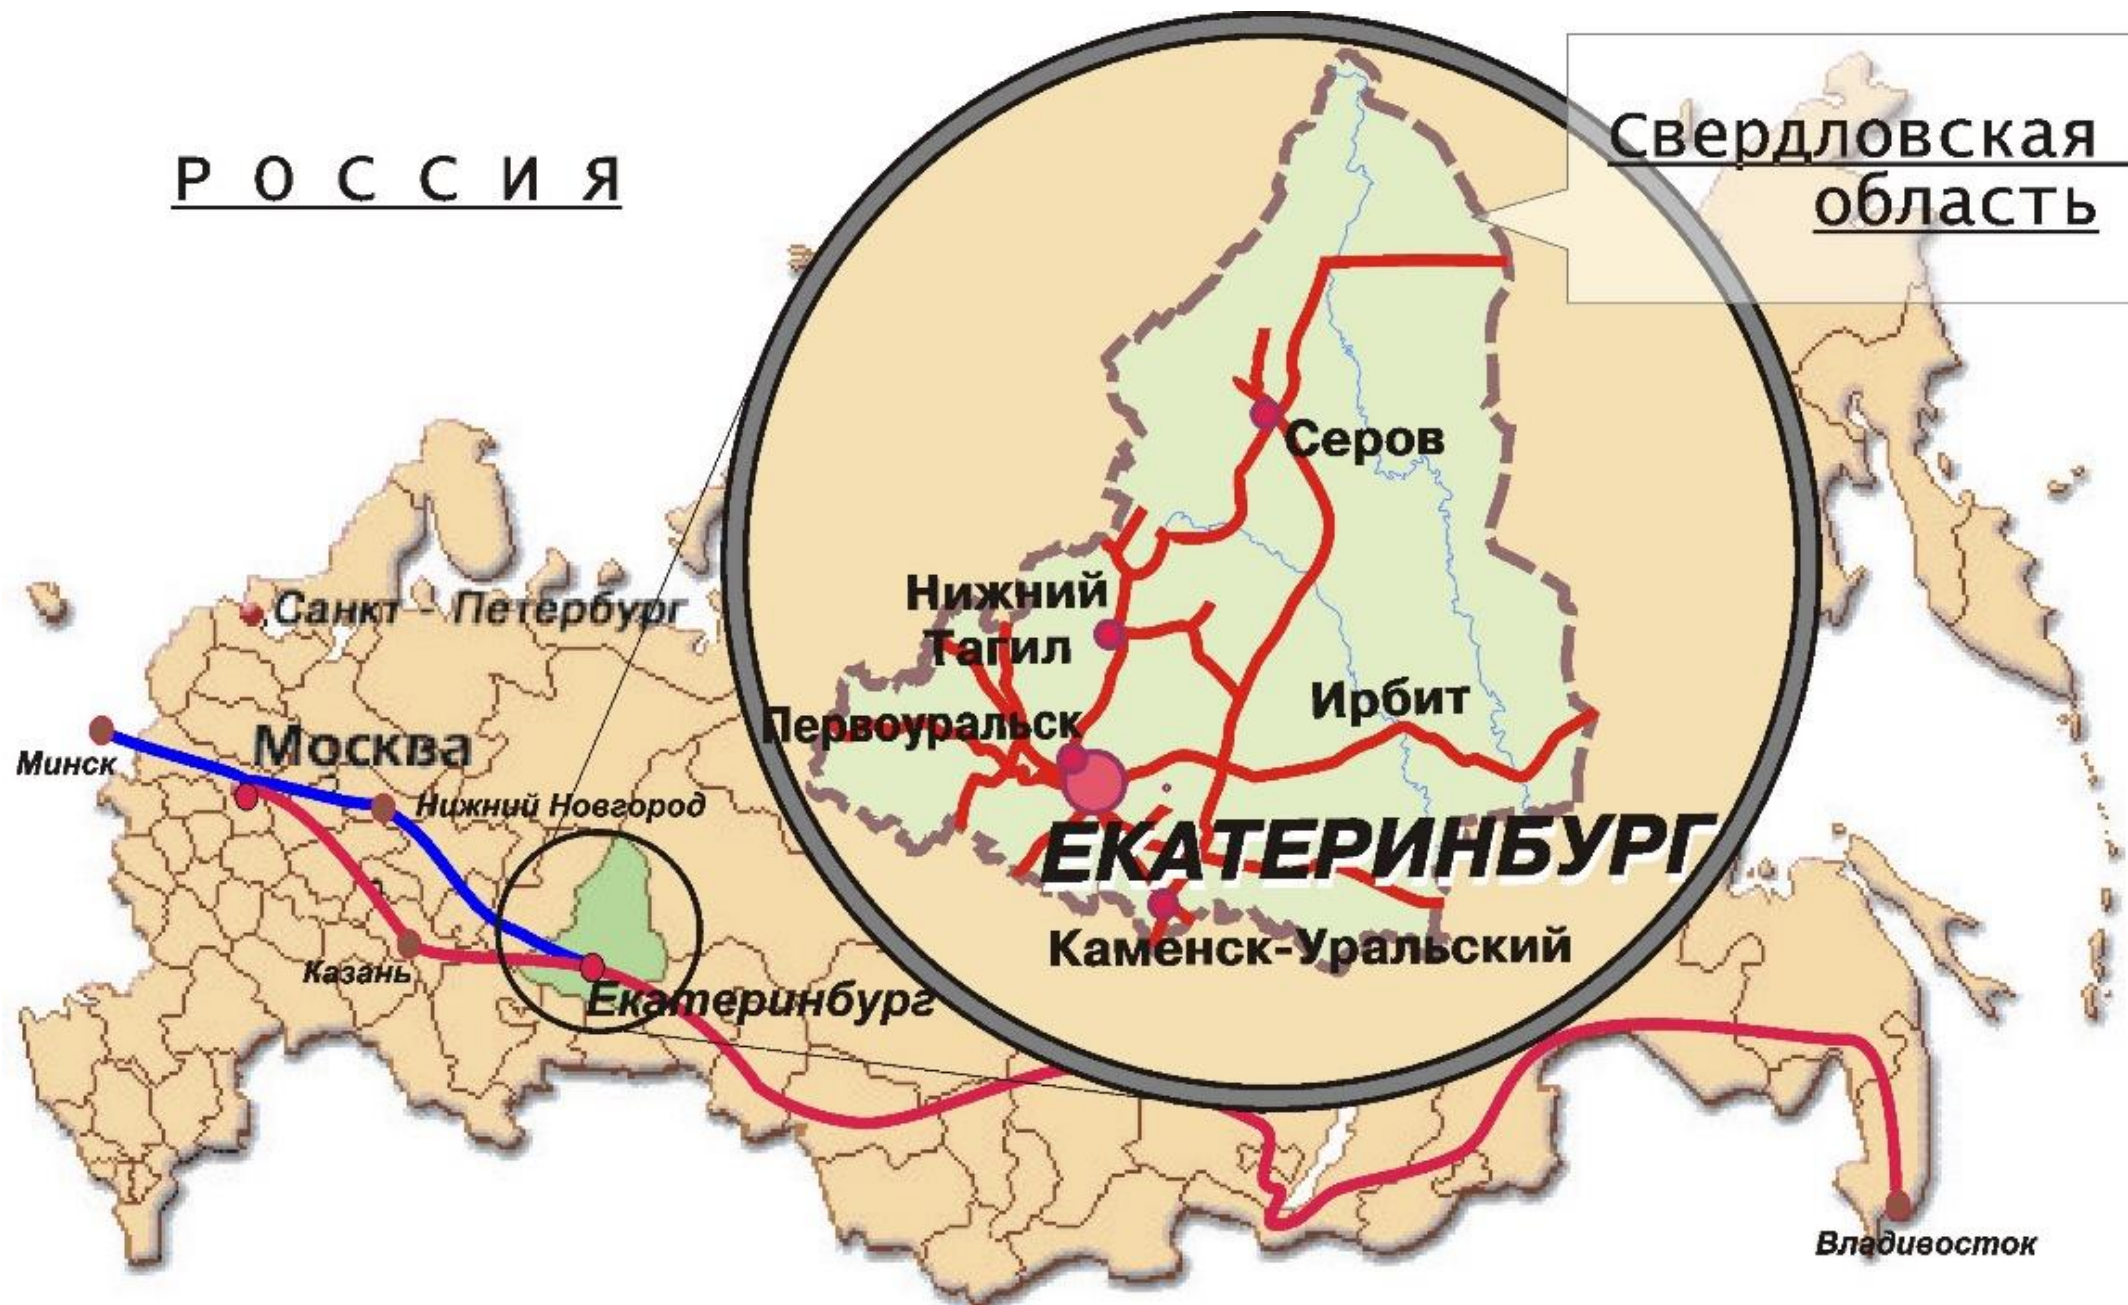 Р О С С И Я
Свердловская
область
Серов
Нижний
Тагил
Первоуральск
Ирбит
ЕКАТЕРИНБУРГ
Каменск-Уральский
Санкт - Петербург
Москва
Минск
Нижний Новгород
Казань
Екатеринбург
Владивосток